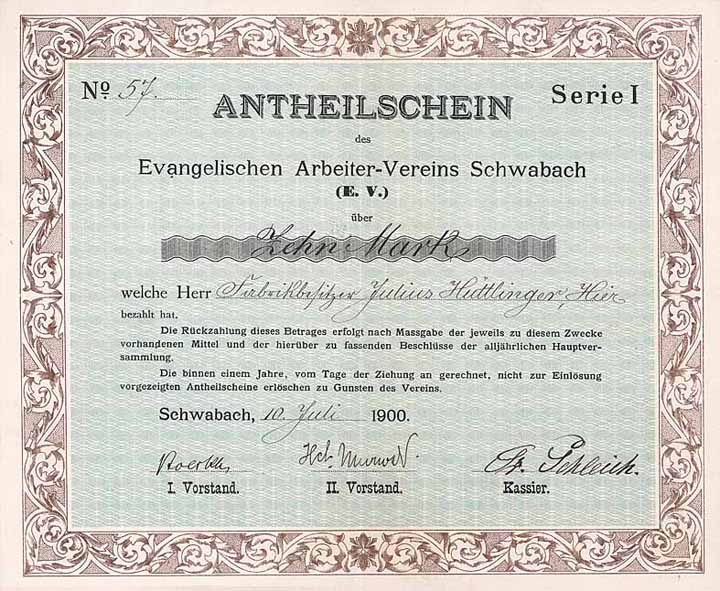 No 57. ANTHEILSCHEIN Serie I
des
Evangelischen Arbeiter-Vereins Schwabach
(E. V.)
über
Zehn Mark
welche Herr Fabrikbesitzer Julius Hüttlinger, Hier
bezahlt hat.
Die Rückzahlung dieses Betrages erfolgt nach Massgabe der jeweils zu diesem Zwecke
vorhandenen Mittel und der hierüber zu fassenden Beschlüsse der alljährlichen Hauptver-
sammlung.
Die binnen einem Jahre, vom Tage der Ziehung an gerechnet, nicht zur Einlösung
vorgezeigten Antheilscheine erlöschen zu Gunsten des Vereins.
Schwabach, 10. Juli 1900.
Schleich.
I. Vorstand. II. Vorstand. Kassier.